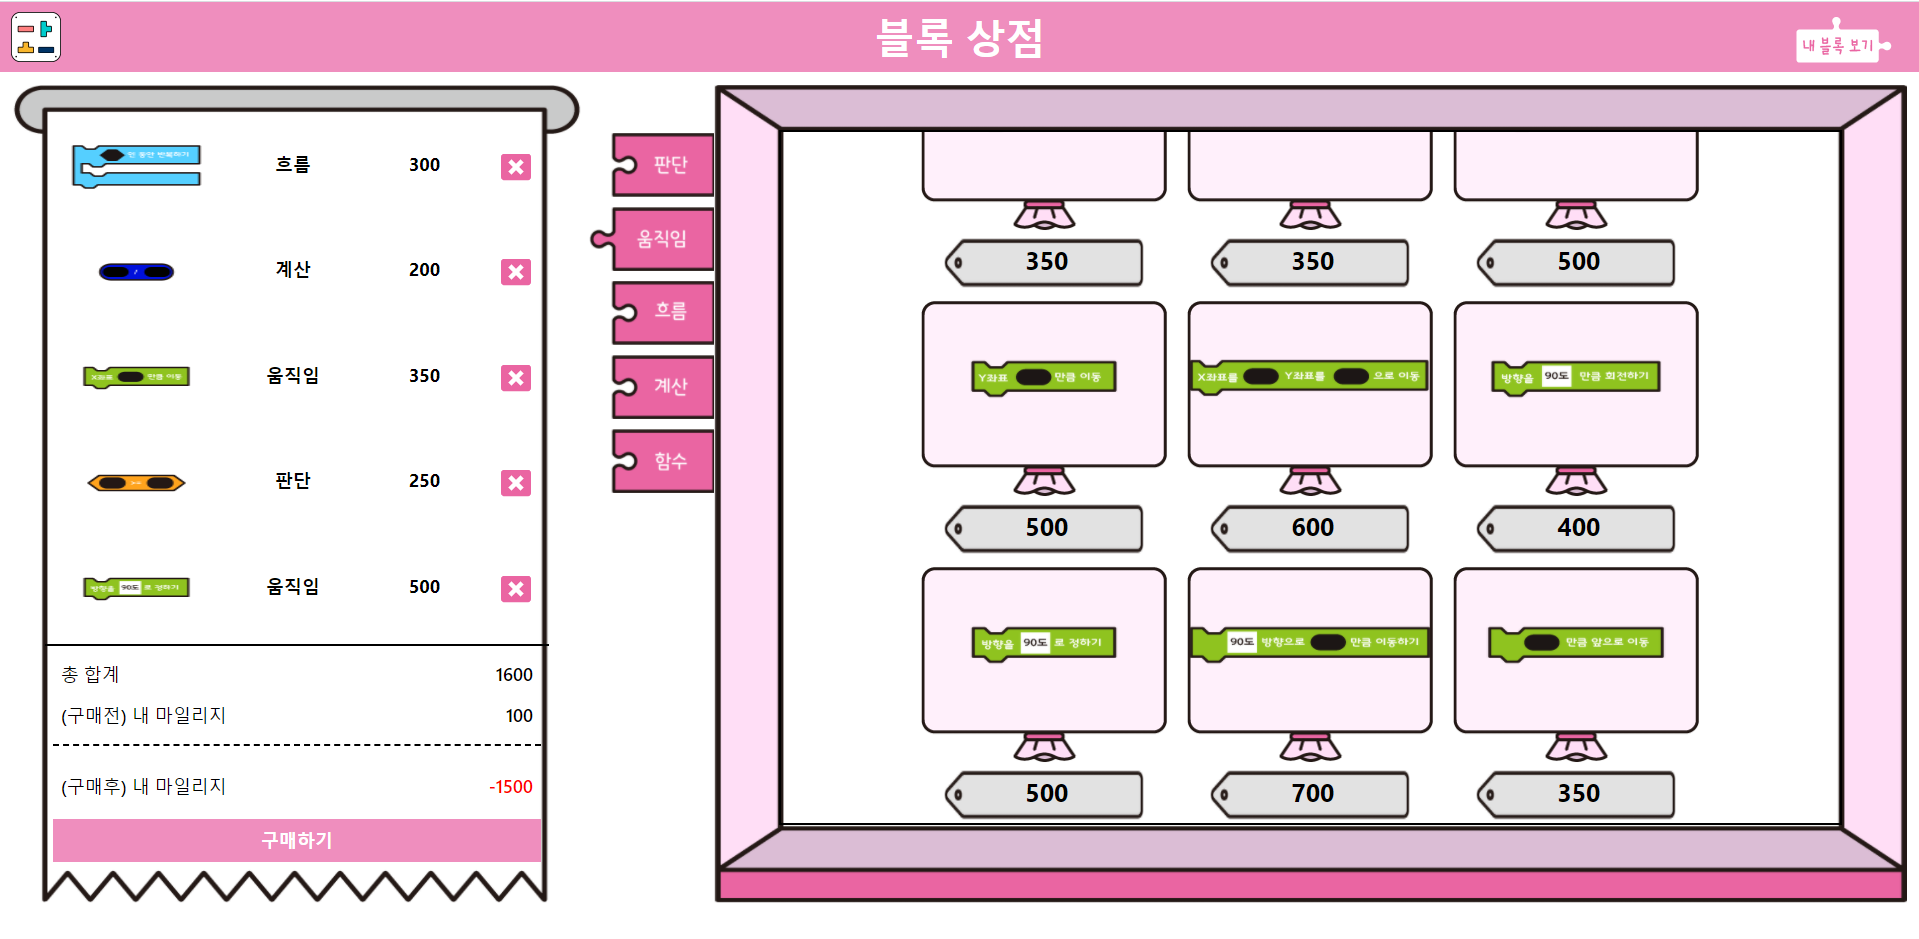 블록 상점
내 블록 보기
인 동안 반복하기
흐름 300
/
계산 200
X좌표 만큼 이동
움직임 350
>=
판단 250
방향을 90도 로 정하기
움직임 500
총 합계 1600
(구매전) 내 마일리지 100
(구매후) 내 마일리지 -1500
구매하기
판단
움직임
흐름
계산
함수
350 350 500
Y좌표 만큼 이동
X좌표를 Y좌표를 으로 이동
방향을 90도 만큼 회전하기
500 600 400
방향을 90도 로 정하기
90도 방향으로 만큼 이동하기
만큼 앞으로 이동
500 700 350